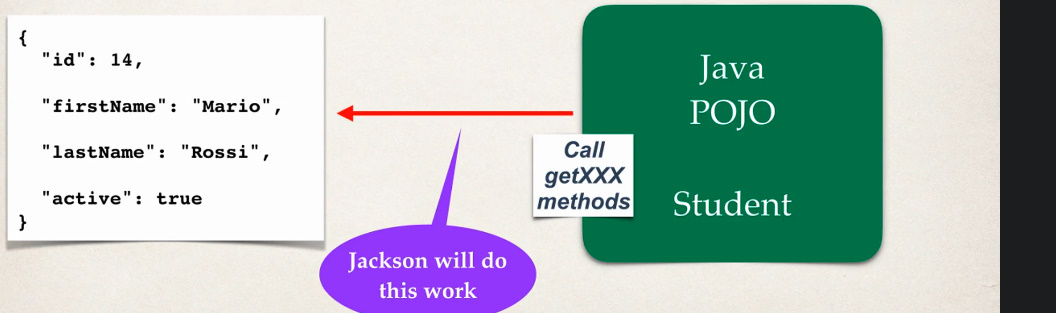 {
"id": 14,
"firstName": "Mario",
"lastName": "Rossi",
"active": true
}
Java
POJO
Student
Call
getXXX
methods
Jackson will do
this work